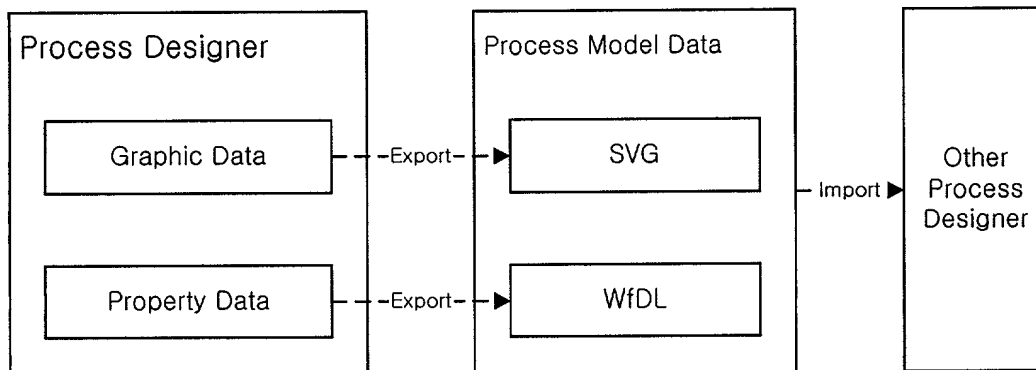 Process Designer
Process Model Data
Graphic Data
Export
SVG
Other
Process
Designer
Import
Property Data
Export
WfDL